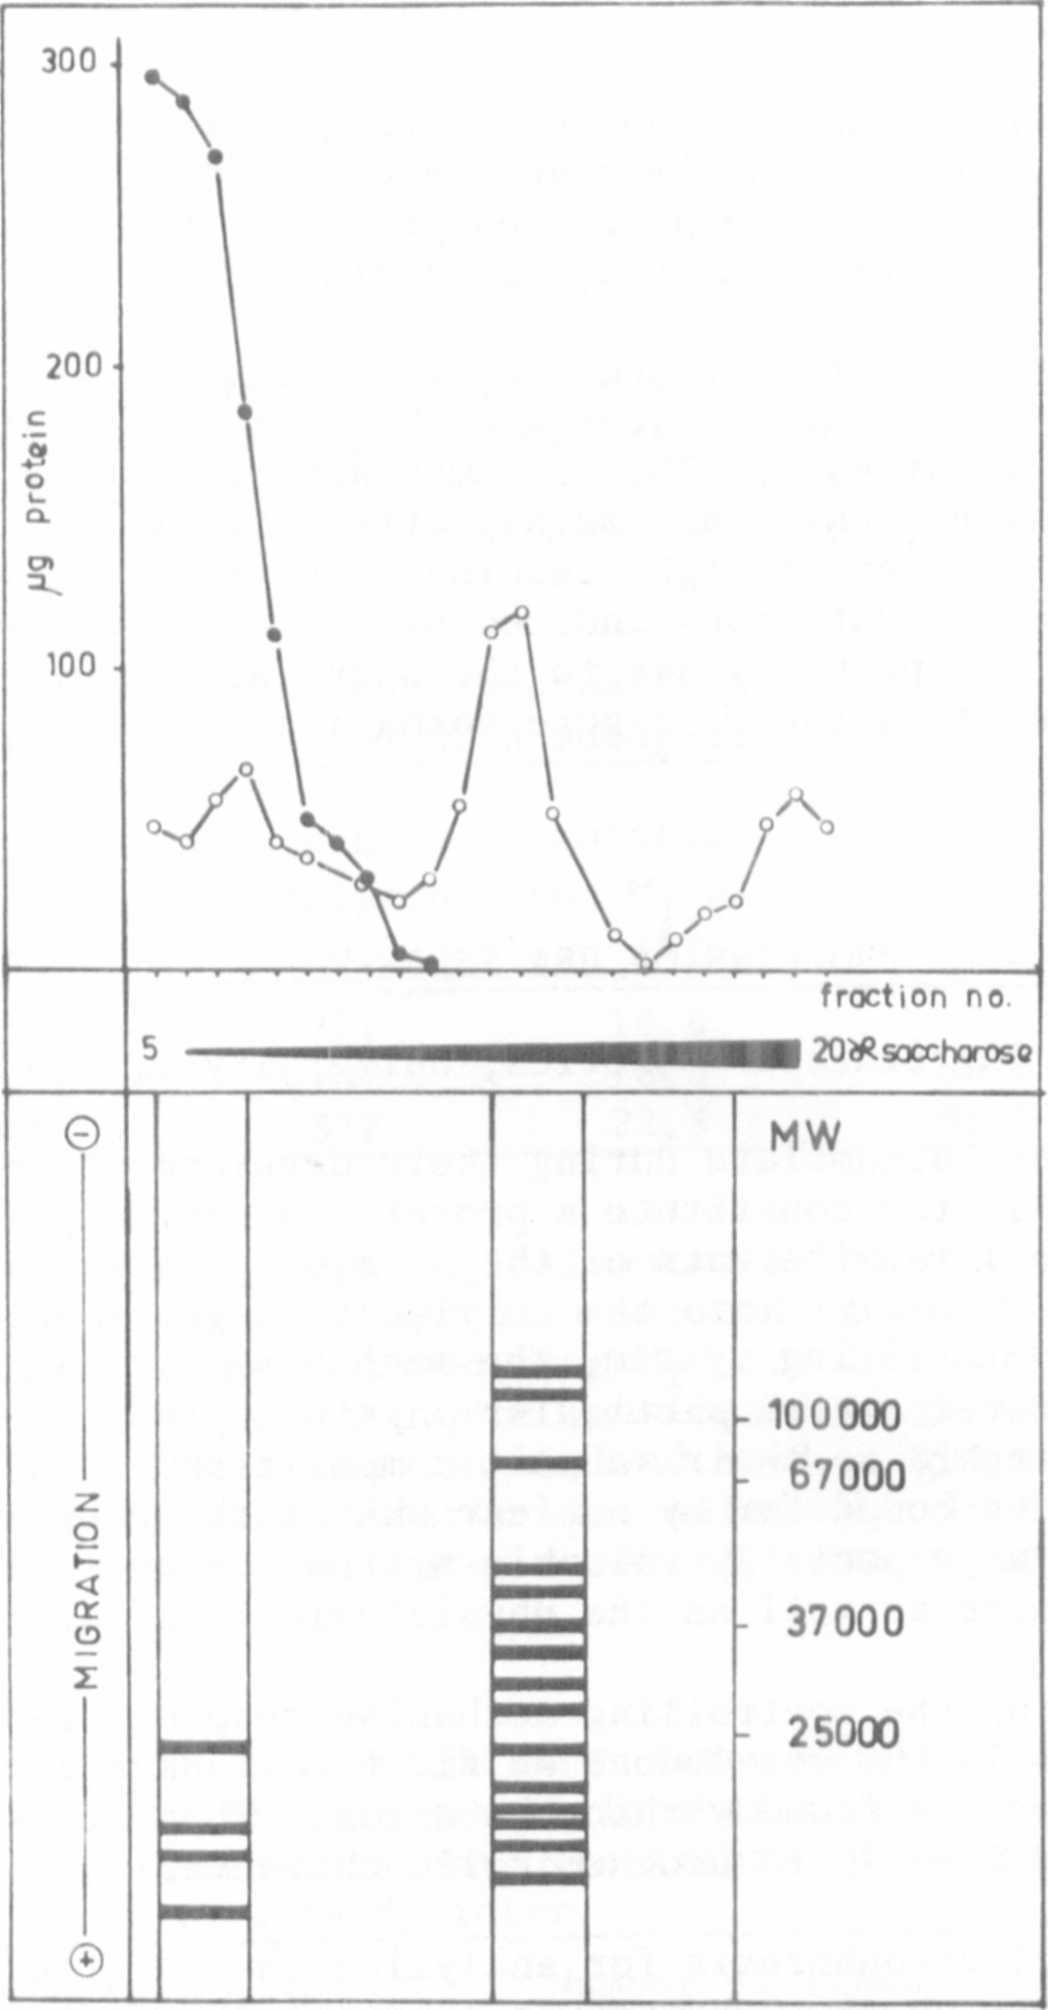 300
200
100
µg protein
fraction no.
5
20% saccharose
MW
100000
67000
37000
25000
−
MIGRATION
+